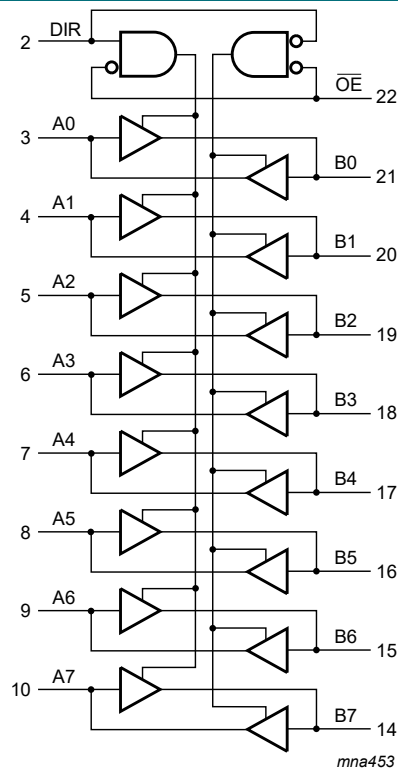 2 DIR
O̅E̅ 22
3 A0
B0 21
4 A1
B1 20
5 A2
B2 19
6 A3
B3 18
7 A4
B4 17
8 A5
B5 16
9 A6
B6 15
10 A7
B7 14
mna453